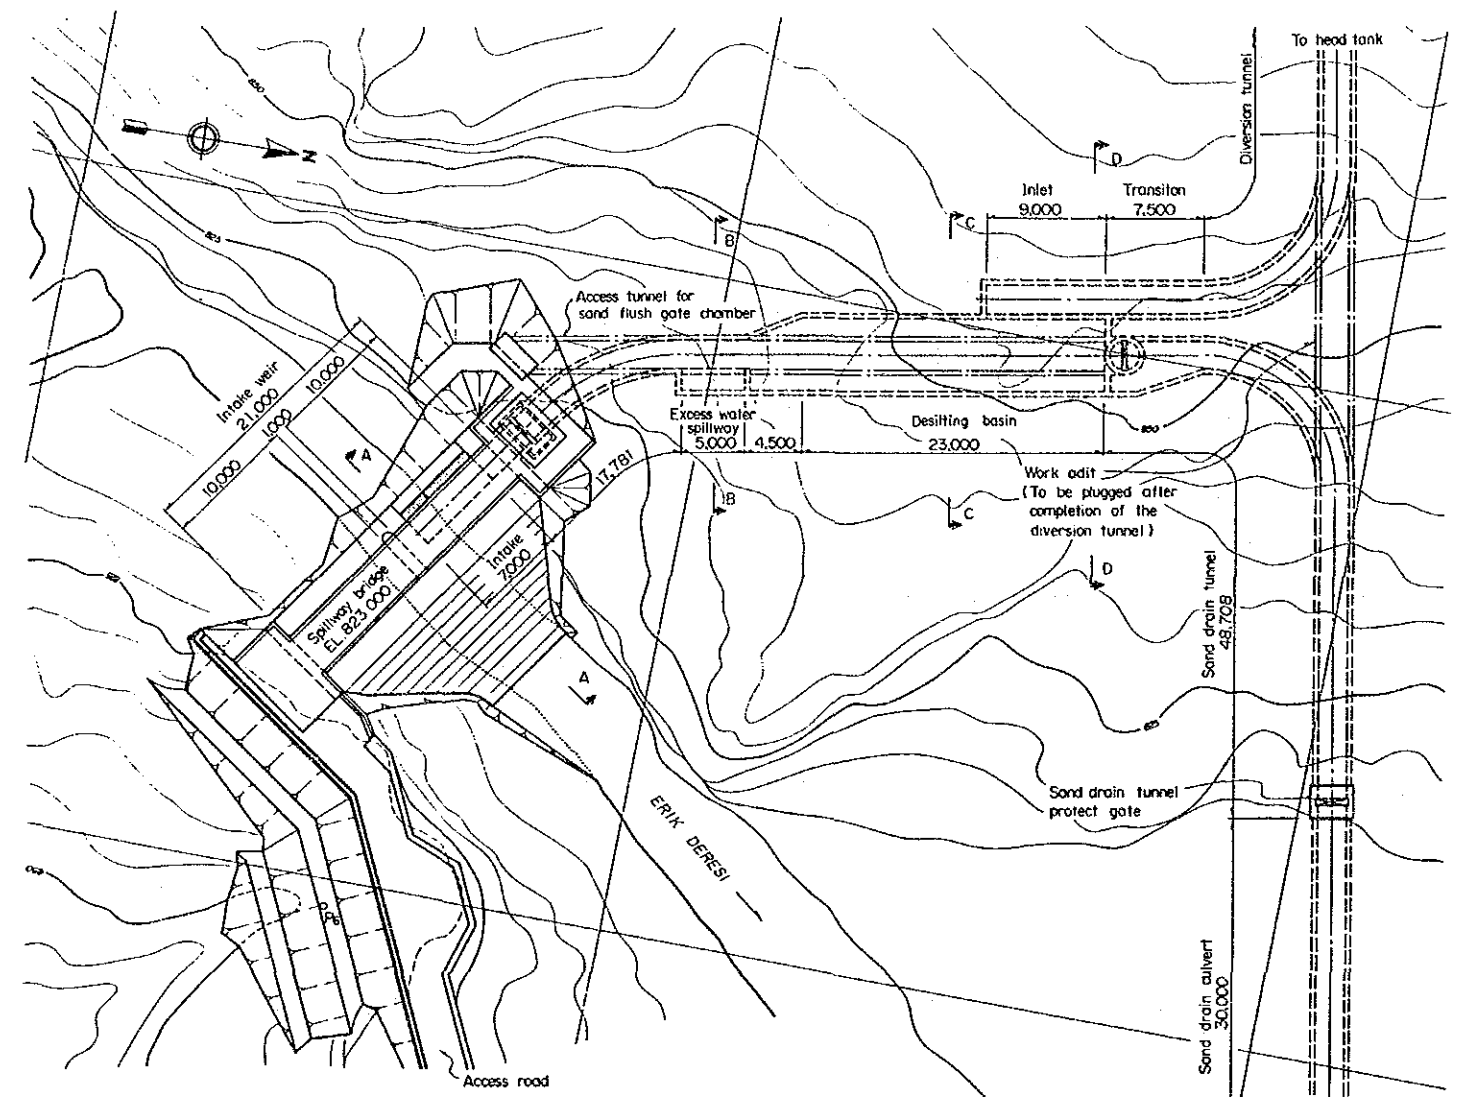 To head tank
Diversion tunnel
850
N
D
Inlet
9,000
Transiton
7,500
C
B
825
Access tunnel for
sand flush gate chamber
Intake weir
21,000
10,000
1,000
10,000
A
Excess water
spillway
5,000
4,500
Desilting basin
23,000
850
17,781
Work adit
(To be plugged after
completion of the
diversion tunnel)
B
C
D
Intake
7,000
Spillway bridge
EL. 823.000
Sand drain tunnel
48,708
A
825
Sand drain tunnel
protect gate
ERIK DERESI
Sand drain culvert
30,000
Access road